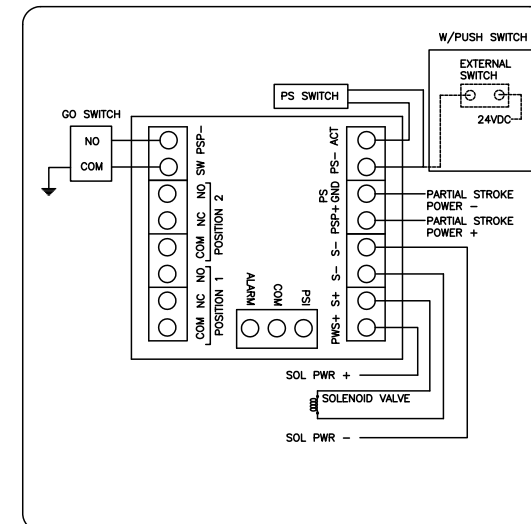 W/PUSH SWITCH
EXTERNAL
SWITCH
24VDC
PS SWITCH
GO SWITCH
NO
COM
PSP-
SW
NO
NC
COM
POSITION 2
NO
NC
COM
POSITION 1
ALARM
COM
PSI
ACT
PS-
PS
GND
PSP+
S-
S-
S+
PWS+
PARTIAL STROKE
POWER -
PARTIAL STROKE
POWER +
SOL PWR +
SOLENOID VALVE
SOL PWR -